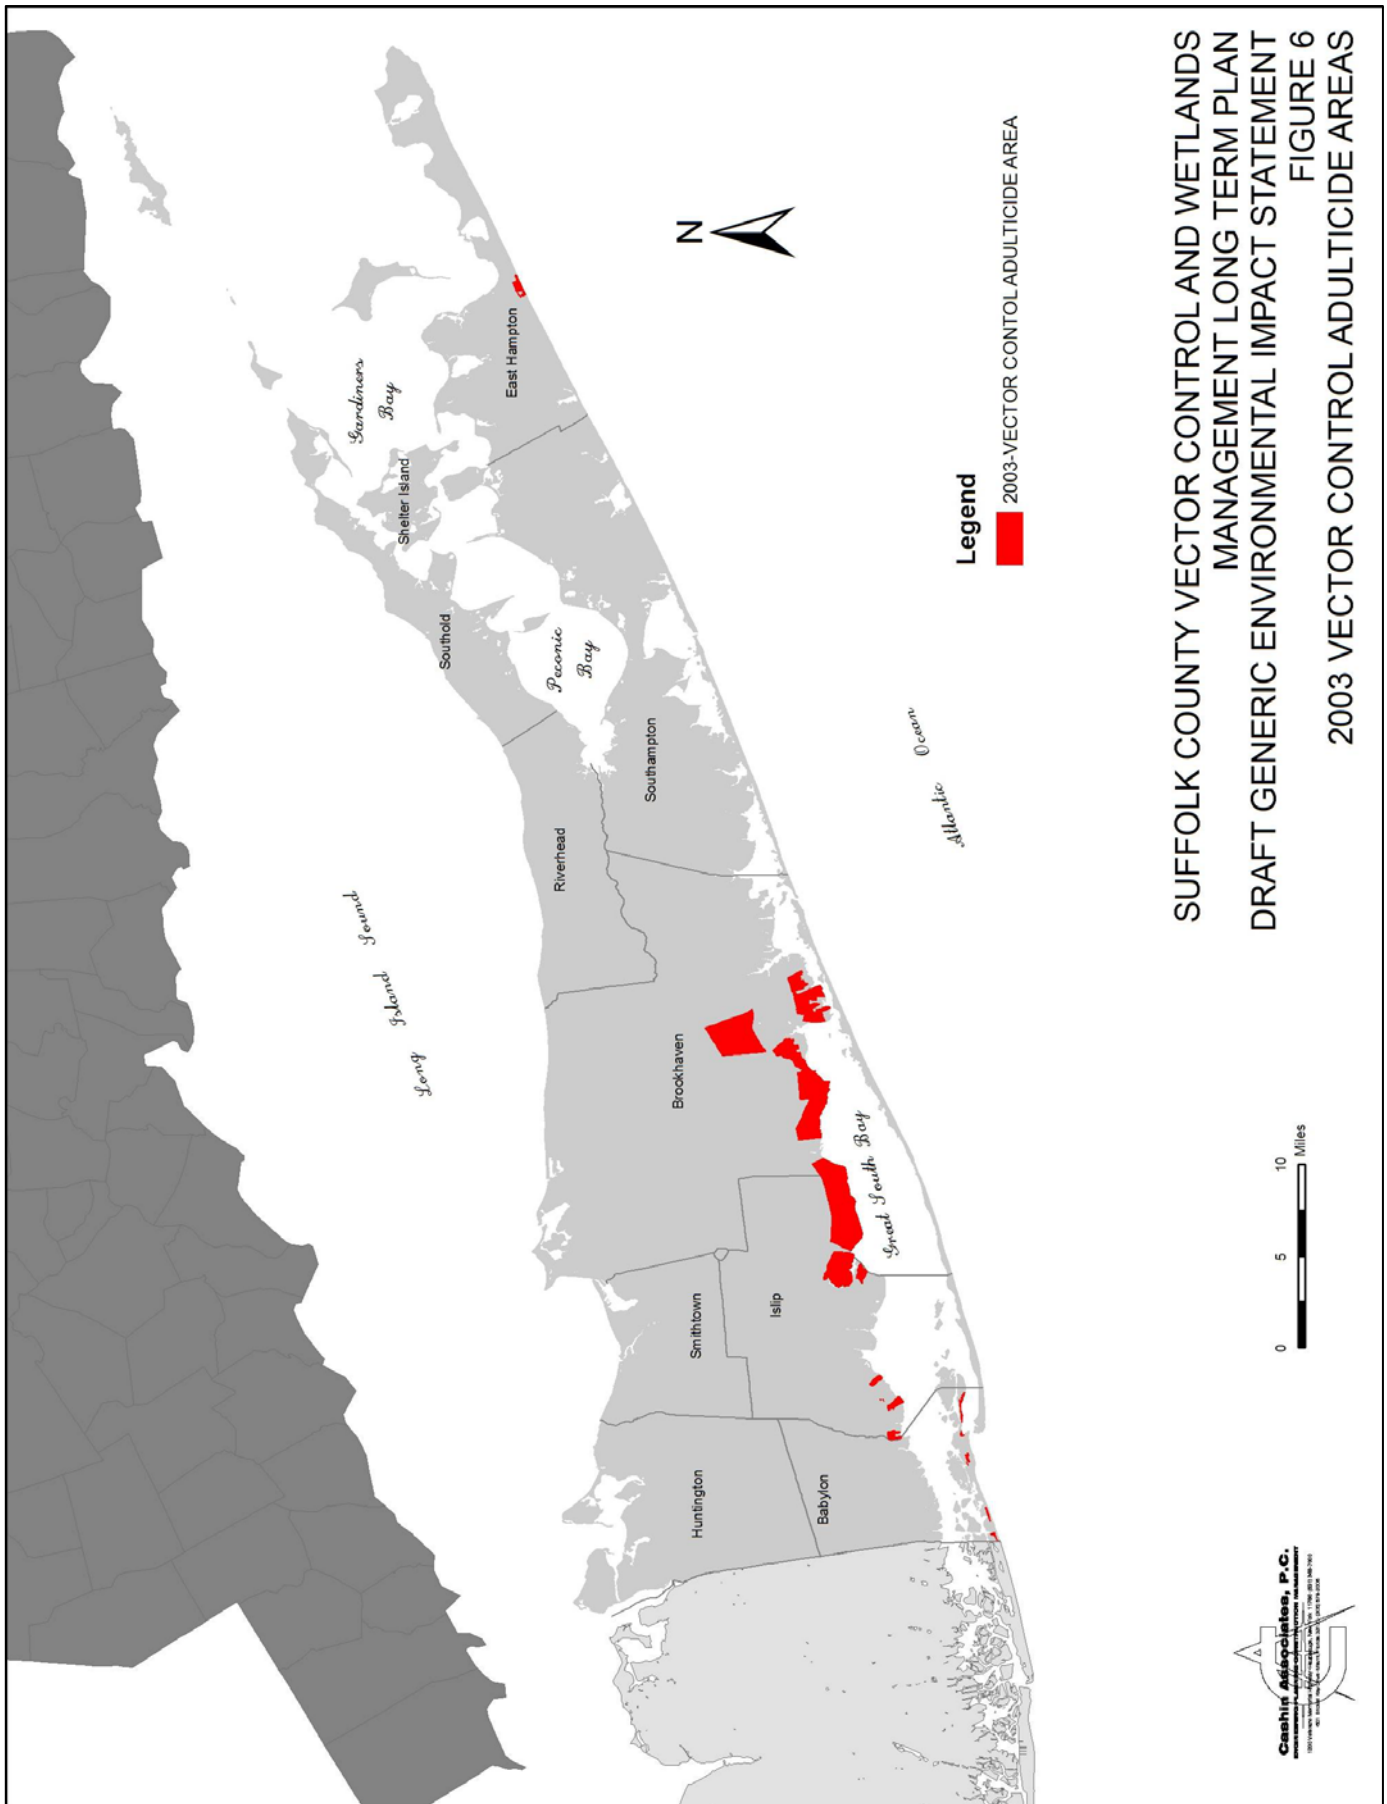 SUFFOLK COUNTY VECTOR CONTROL AND WETLANDS
MANAGEMENT LONG TERM PLAN
DRAFT GENERIC ENVIRONMENTAL IMPACT STATEMENT
FIGURE 6
2003 VECTOR CONTROL ADULTICIDE AREAS
N
Legend
2003-VECTOR CONTOL ADULTICIDE AREA
Long Island Sound
Gardiners
Bay
Shelter Island
East Hampton
Southold
Peconic
Bay
Riverhead
Southampton
Atlantic Ocean
Brookhaven
Great South Bay
Smithtown
Islip
Huntington
Babylon
0 5 10
Miles
Cashin Associates, P.C.